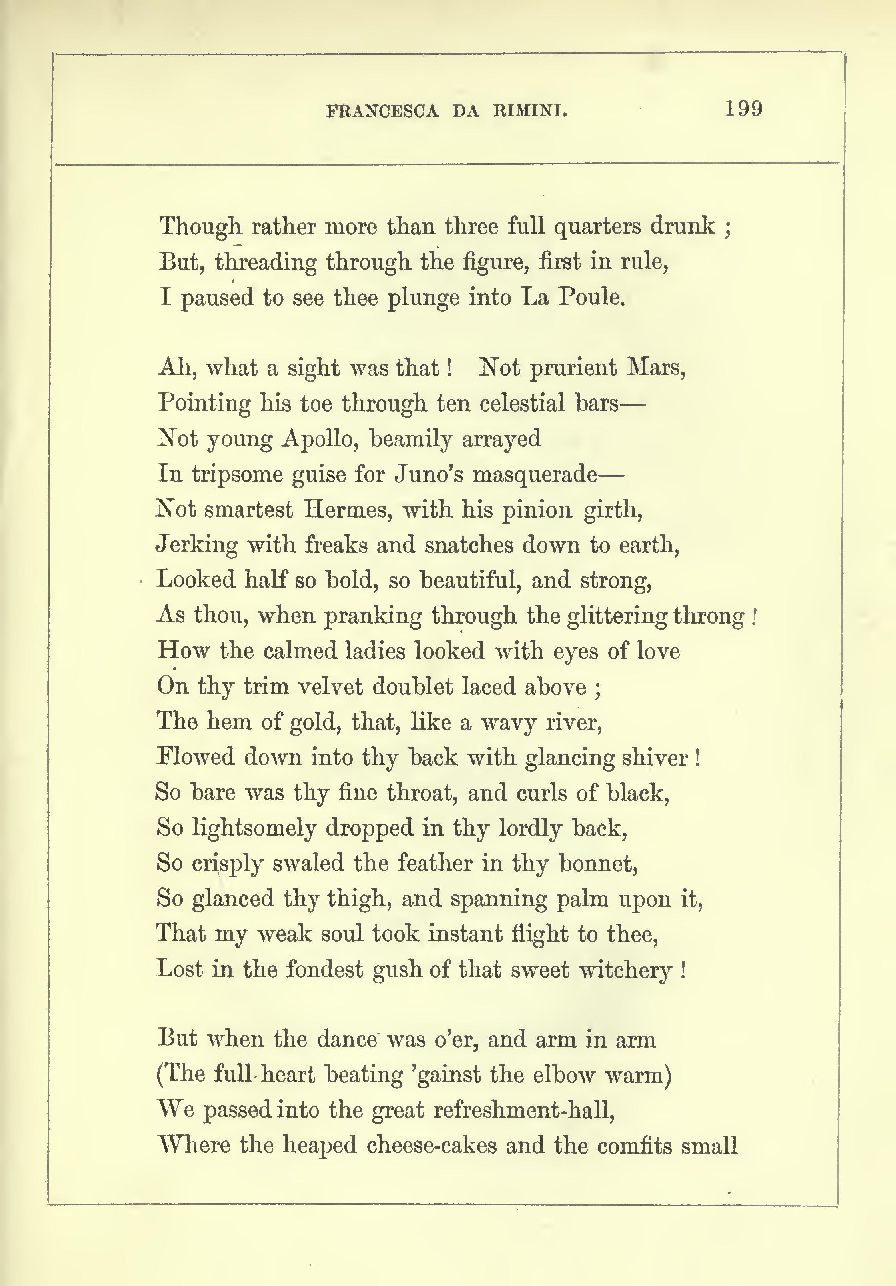 FRANCESCA DA RIMINI. 199
Though rather more than three full quarters drunk ;
But, threading through the figure, first in rule,
I paused to see thee plunge into La Poule.
Ah, what a sight was that ! Not prurient Mars,
Pointing his toe through ten celestial bars—
Not young Apollo, beamily arrayed
In tripsome guise for Juno's masquerade—
Not smartest Hermes, with his pinion girth,
Jerking with freaks and snatches down to earth,
Looked half so bold, so beautiful, and strong,
As thou, when pranking through the glittering throng !
How the calmed ladies looked with eyes of love
On thy trim velvet doublet laced above ;
The hem of gold, that, like a wavy river,
Flowed down into thy back with glancing shiver !
So bare was thy fine throat, and curls of black,
So lightsomely dropped in thy lordly back,
So crisply swaled the feather in thy bonnet,
So glanced thy thigh, and spanning palm upon it,
That my weak soul took instant flight to thee,
Lost in the fondest gush of that sweet witchery !
But when the dance was o'er, and arm in arm
(The full heart beating 'gainst the elbow warm)
We passed into the great refreshment-hall,
Where the heaped cheese-cakes and the comfits small